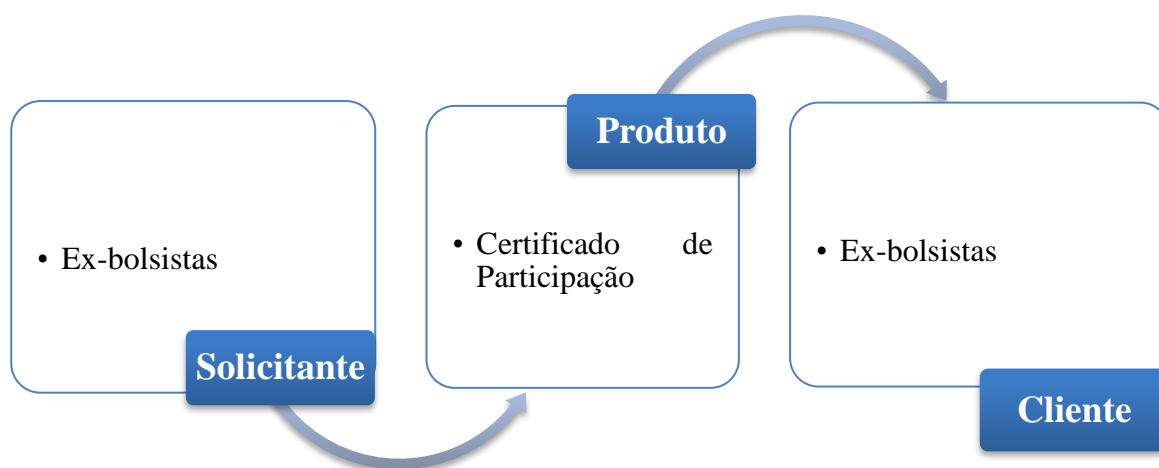 • Ex-bolsistas
Solicitante
Produto
• Certificado de
Participação
• Ex-bolsistas
Cliente